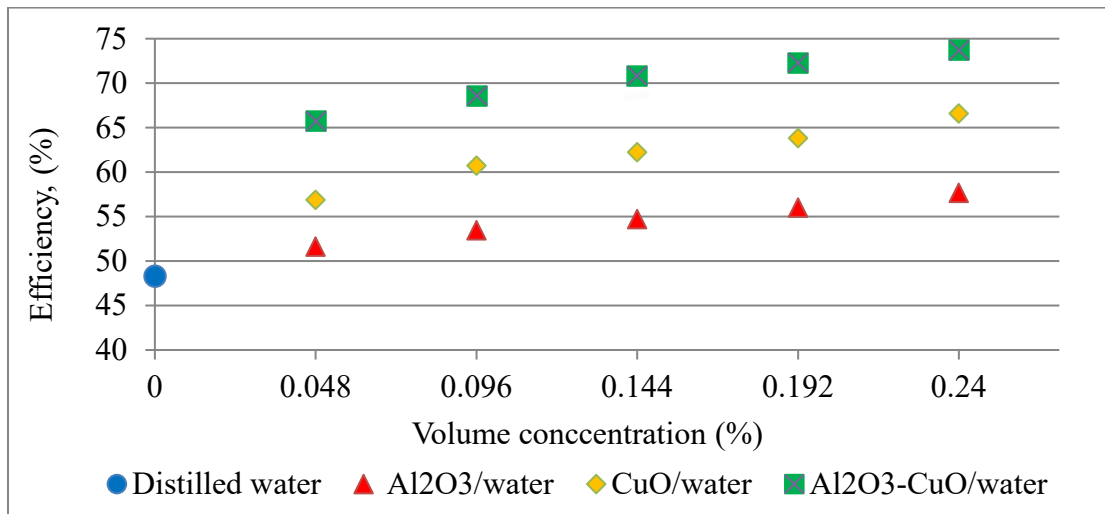 Efficiency, (%)
75
70
65
60
55
50
45
40
0 0.048 0.096 0.144 0.192 0.24
Volume conccentration (%)
Distilled water Al2O3/water CuO/water Al2O3-CuO/water